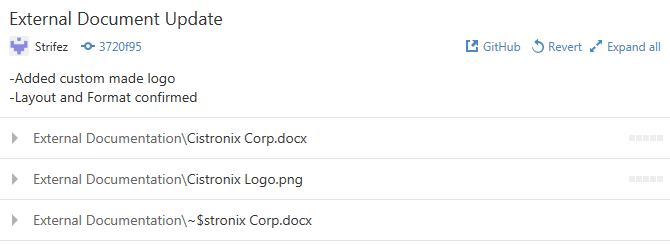 External Document Update
Strifez 3720f95 GitHub Revert Expand all
-Added custom made logo
-Layout and Format confirmed
External Documentation\Cistronix Corp.docx
External Documentation\Cistronix Logo.png
External Documentation\~$stronix Corp.docx